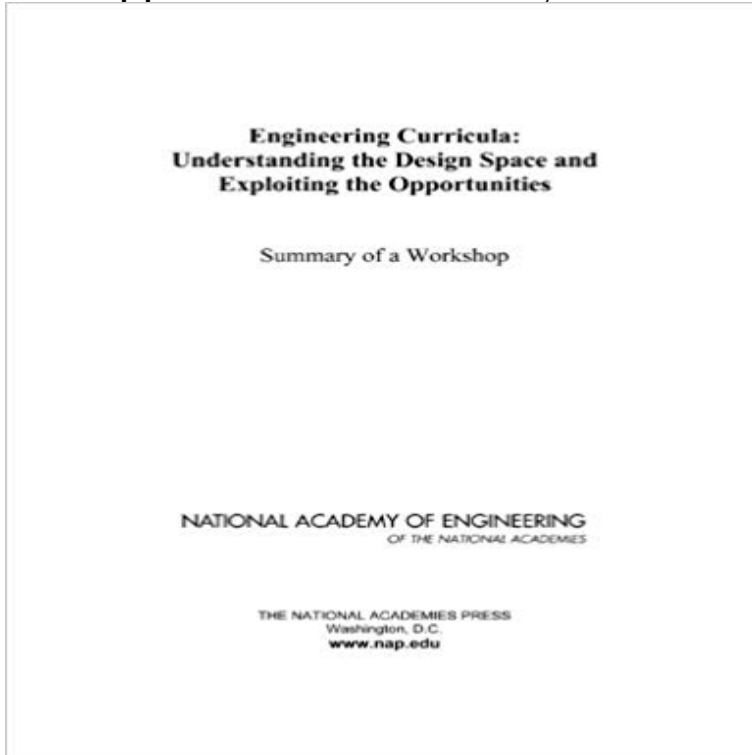 Engineering Curricula:
Understanding the Design Space and
Exploiting the Opportunities
Summary of a Workshop
NATIONAL ACADEMY OF ENGINEERING
OF THE NATIONAL ACADEMIES
THE NATIONAL ACADEMIES PRESS
Washington, D.C.
www.nap.edu